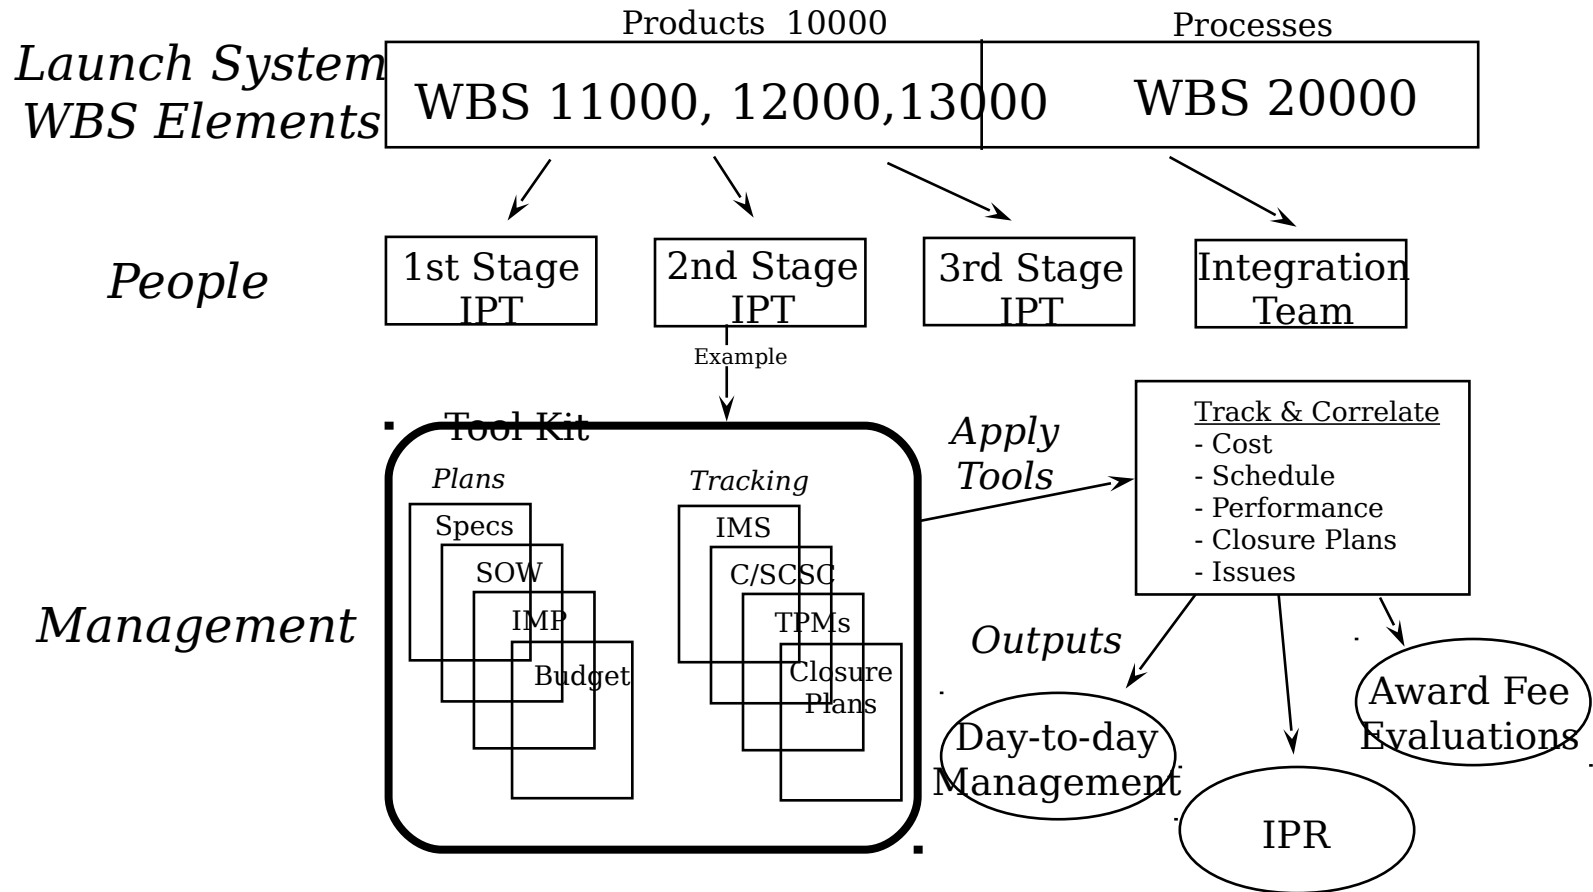 Products  10000
Processes
Launch System
WBS Elements
WBS 11000, 12000,13000
WBS 20000
People
1st Stage
IPT
2nd Stage
IPT
3rd Stage
IPT
Integration
Team
Example
Tool Kit
Apply
Tools
Track & Correlate
- Cost
- Schedule
- Performance
- Closure Plans
- Issues
Management
Plans
Specs
SOW
IMP
Budget
Tracking
IMS
C/SCSC
TPMs
Closure
Plans
Outputs
Day-to-day
Management
IPR
Award Fee
Evaluations